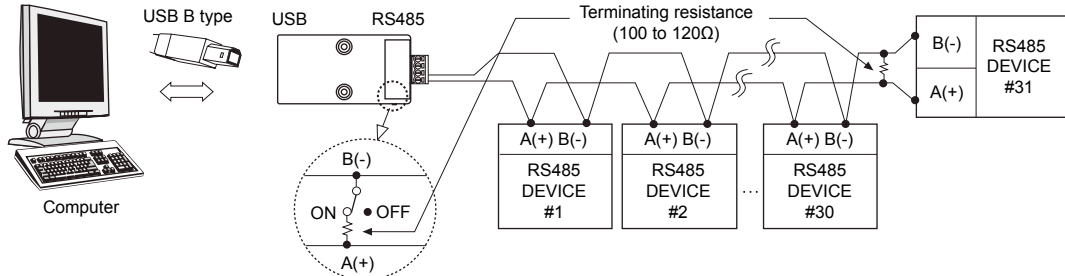 USB B type
USB
RS485
Terminating resistance
(100 to 120Ω)
B(-)
A(+)
RS485
DEVICE
#31
A(+) B(-)
RS485
DEVICE
#1
A(+) B(-)
RS485
DEVICE
#2
...
A(+) B(-)
RS485
DEVICE
#30
B(-)
ON
OFF
A(+)
Computer